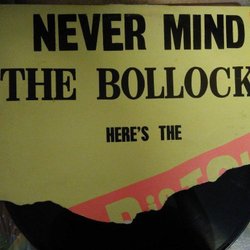 NEVER MIND
THE BOLLOCK
HERE'S THE